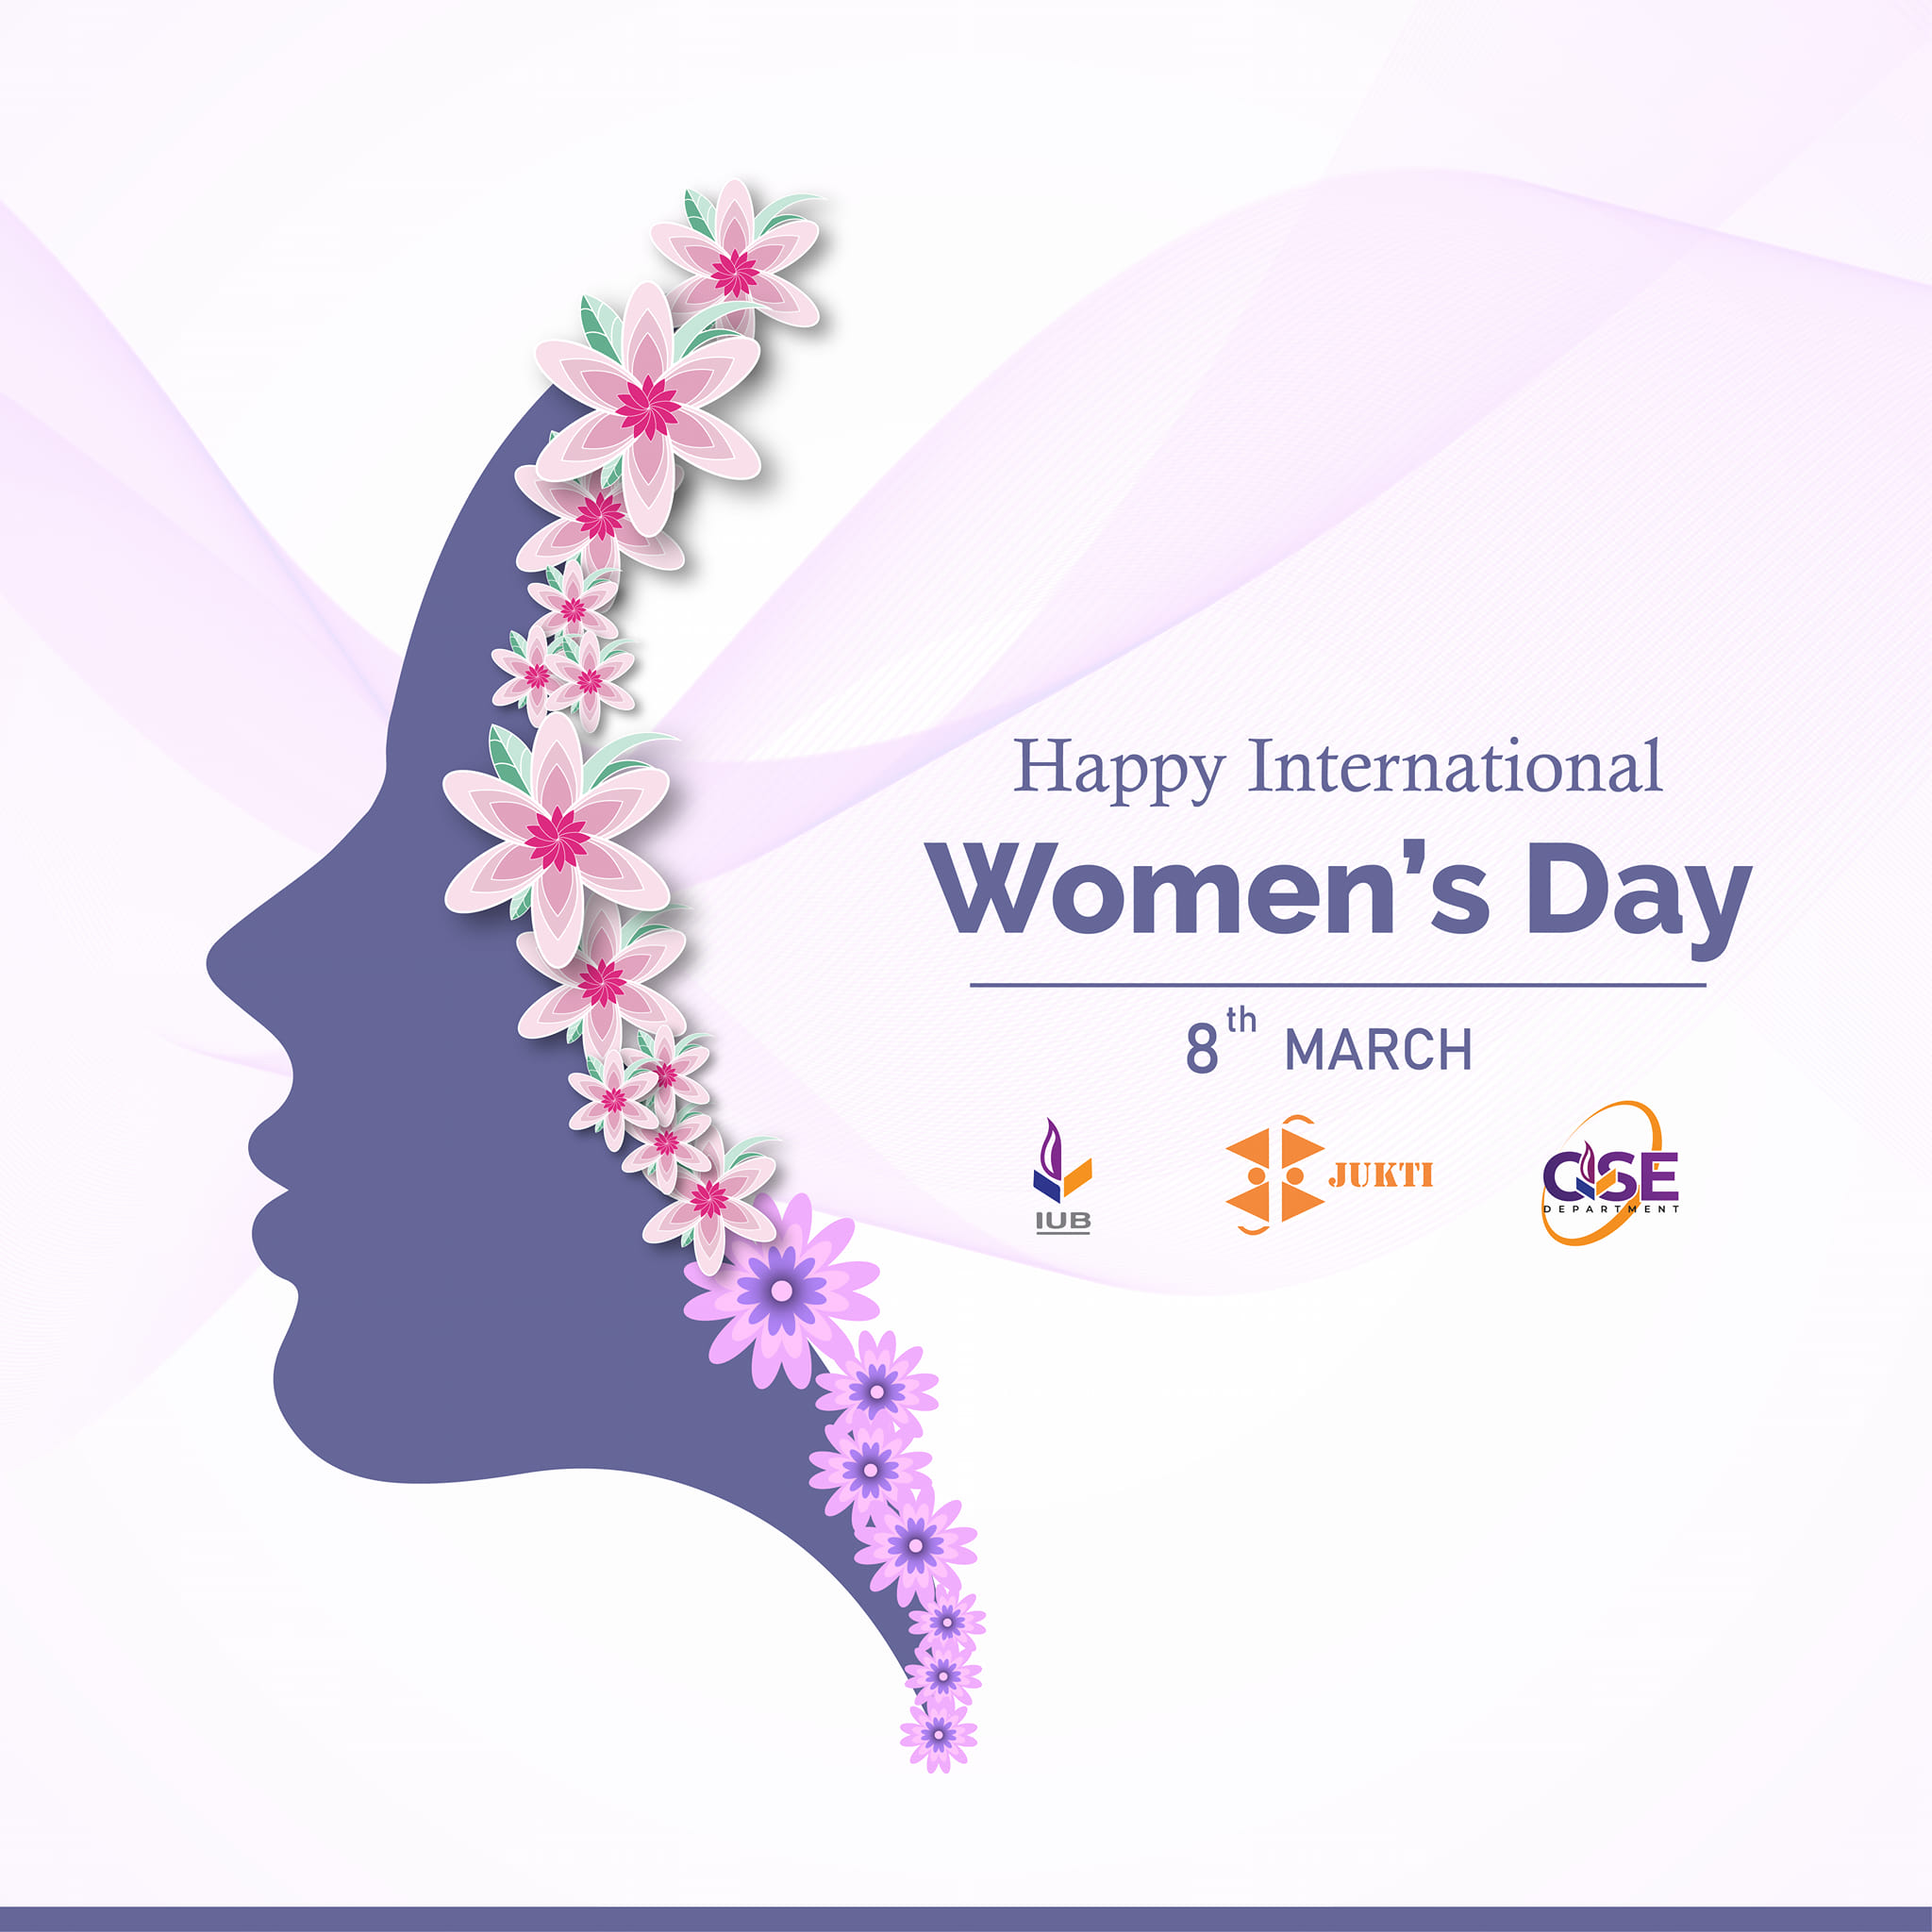 Happy International
Women's Day
8th MARCH
IUB
JUKTI
CSE
DEPARTMENT